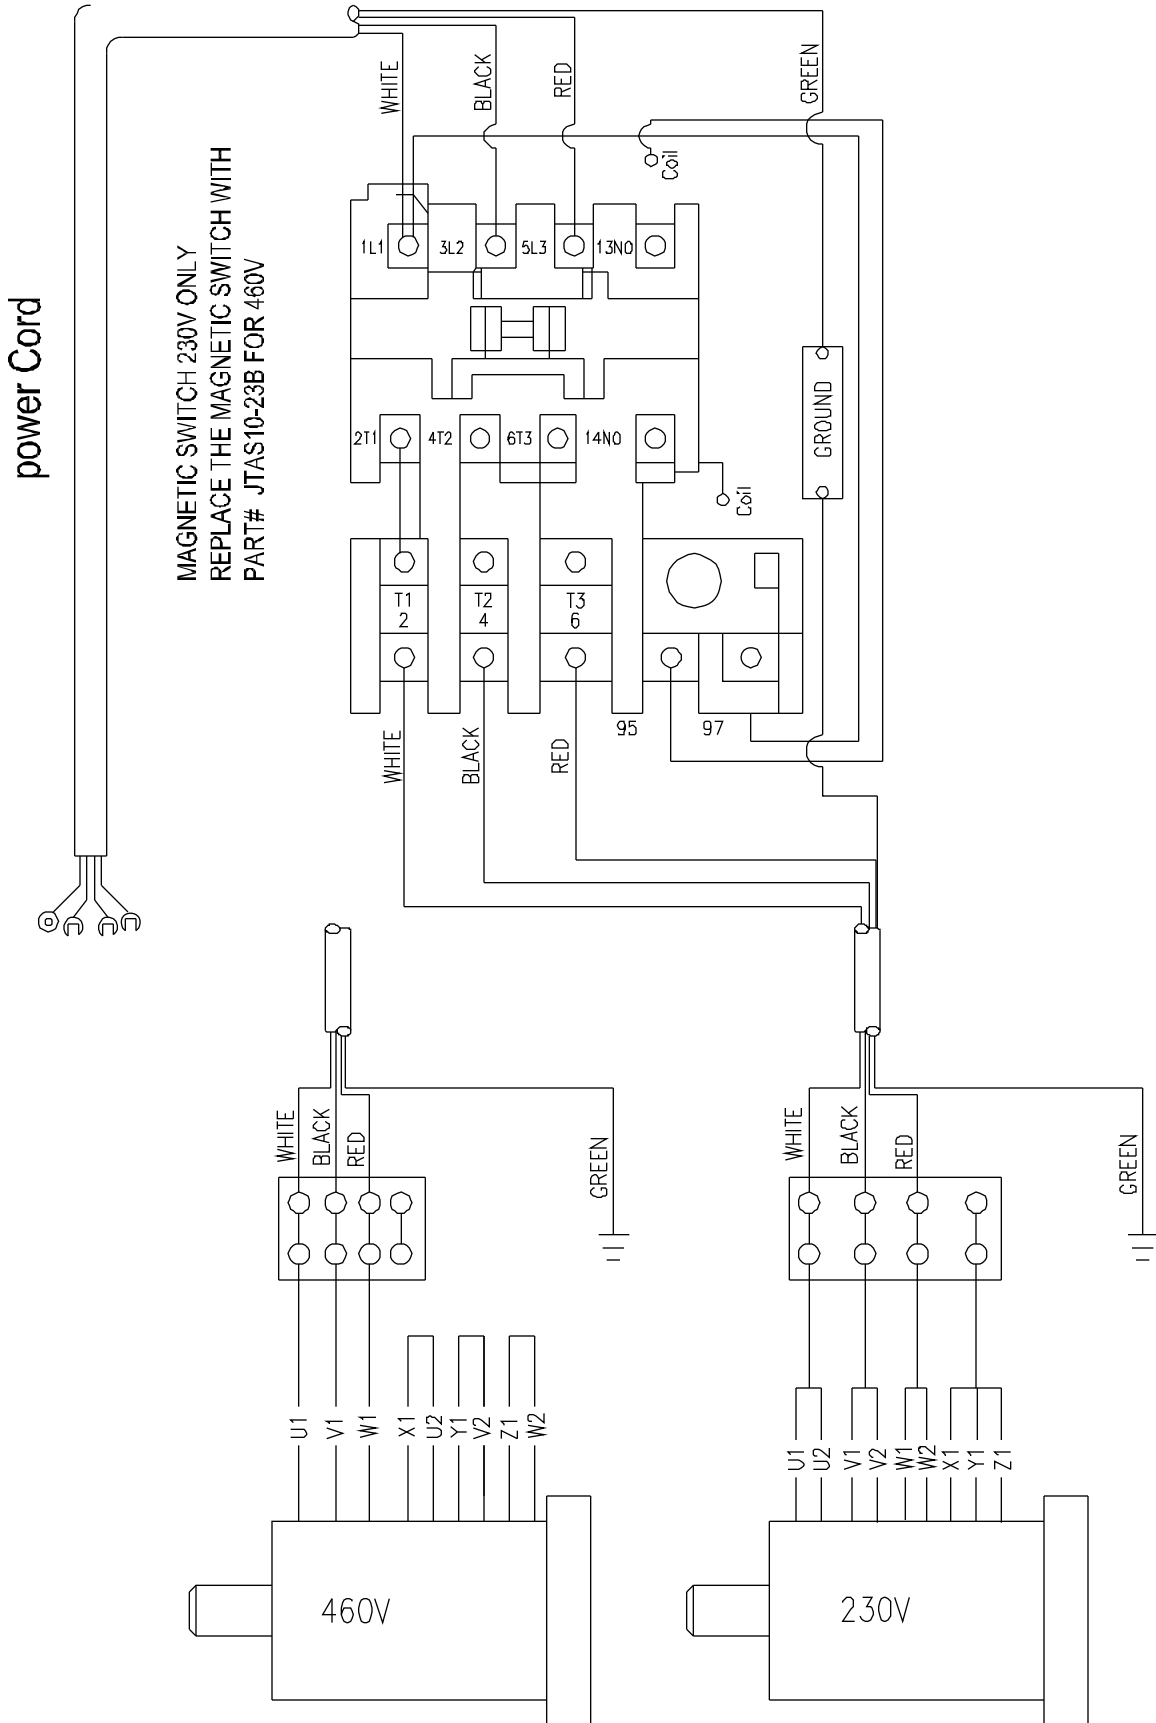 power Cord
MAGNETIC SWITCH 230V ONLY
REPLACE THE MAGNETIC SWITCH WITH
PART# JTAS10-23B FOR 460V
WHITE
BLACK
RED
GREEN
Coil
1L1
3L2
5L3
13NO
2T1
4T2
6T3
14NO
GROUND
Coil
T1
2
T2
4
T3
6
95
97
WHITE
BLACK
RED
WHITE
BLACK
RED
GREEN
WHITE
BLACK
RED
GREEN
U1
V1
W1
X1
U2
Y1
V2
Z1
W2
U1
U2
V1
V2
W1
W2
X1
Y1
Z1
460V
230V